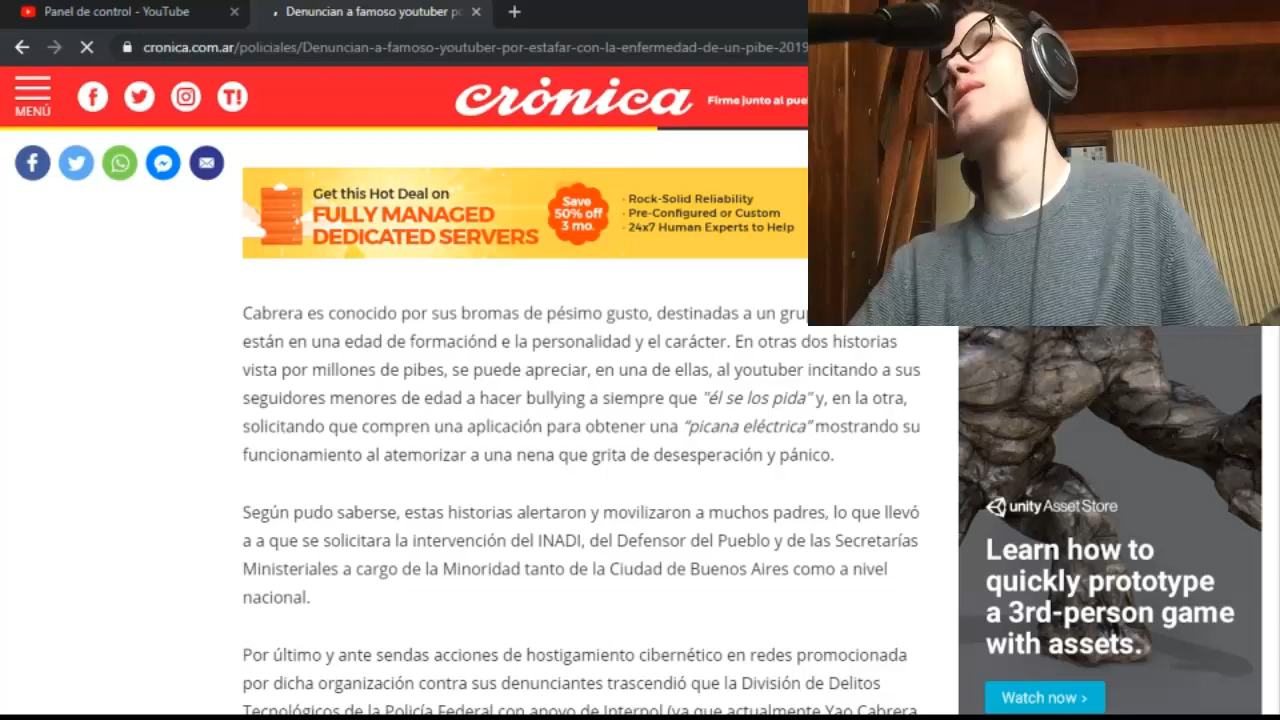 Panel de control - YouTube
Denuncian a famoso youtuber po
cronica.com.ar/policiales/Denuncian-a-famoso-youtuber-por-estafar-con-la-enfermedad-de-un-pibe-2019
MENÚ
T!
crónica
Firme junto al pue
Get this Hot Deal on
FULLY MANAGED
DEDICATED SERVERS
Save
50% off
3 mo.
· Rock-Solid Reliability
· Pre-Configured or Custom
· 24x7 Human Experts to Help
Cabrera es conocido por sus bromas de pésimo gusto, destinadas a un gru
están en una edad de formaciónd e la personalidad y el carácter. En otras dos historias
vista por millones de pibes, se puede apreciar, en una de ellas, al youtuber incitando a sus
seguidores menores de edad a hacer bullying a siempre que "él se los pida" y, en la otra,
solicitando que compren una aplicación para obtener una “picana eléctrica” mostrando su
funcionamiento al atemorizar a una nena que grita de desesperación y pánico.
Según pudo saberse, estas historias alertaron y movilizaron a muchos padres, lo que llevó
a a que se solicitara la intervención del INADI, del Defensor del Pueblo y de las Secretarías
Ministeriales a cargo de la Minoridad tanto de la Ciudad de Buenos Aires como a nivel
nacional.
Por último y ante sendas acciones de hostigamiento cibernético en redes promocionada
por dicha organización contra sus denunciantes trascendió que la División de Delitos
Tecnológicos de la Policía Federal con apoyo de Interpol (ya que actualmente Yao Cabrera
unity Asset Store
Learn how to
quickly prototype
a 3rd-person game
with assets.
Watch now >